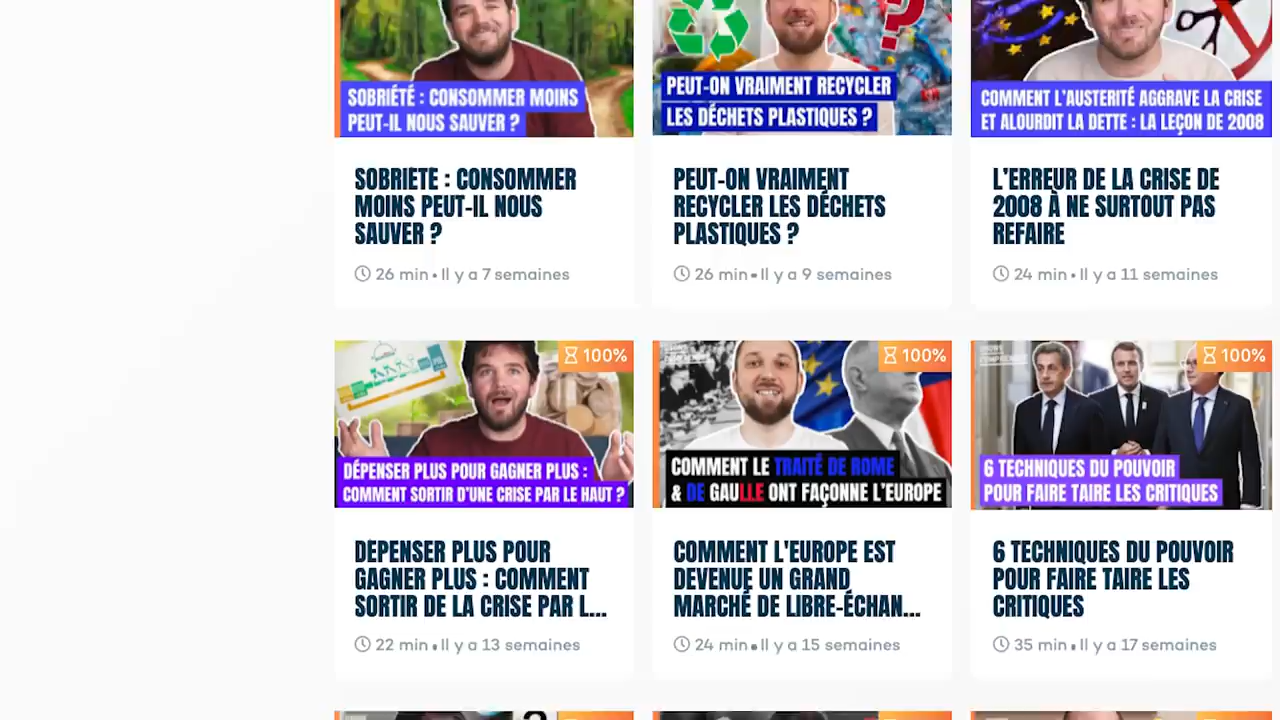 SOBRIÉTÉ : CONSOMMER MOINS
PEUT-IL NOUS SAUVER ?
PEUT-ON VRAIMENT RECYCLER
LES DÉCHETS PLASTIQUES ?
COMMENT L'AUSTERITÉ AGGRAVE LA CRISE
ET ALOURDIT LA DETTE : LA LEÇON DE 2008
SOBRIÉTÉ : CONSOMMER
MOINS PEUT-IL NOUS
SAUVER ?
26 min • Il y a 7 semaines
PEUT-ON VRAIMENT
RECYCLER LES DÉCHETS
PLASTIQUES ?
26 min • Il y a 9 semaines
L'ERREUR DE LA CRISE DE
2008 À NE SURTOUT PAS
REFAIRE
24 min • Il y a 11 semaines
100%
DÉPENSER PLUS POUR GAGNER PLUS :
COMMENT SORTIR D'UNE CRISE PAR LE HAUT ?
100%
COMMENT LE TRAITÉ DE ROME
& DE GAULLE ONT FAÇONNE L'EUROPE
100%
6 TECHNIQUES DU POUVOIR
POUR FAIRE TAIRE LES CRITIQUES
DÉPENSER PLUS POUR
GAGNER PLUS : COMMENT
SORTIR DE LA CRISE PAR L...
22 min • Il y a 13 semaines
COMMENT L'EUROPE EST
DEVENUE UN GRAND
MARCHÉ DE LIBRE-ÉCHAN...
24 min • Il y a 15 semaines
6 TECHNIQUES DU POUVOIR
POUR FAIRE TAIRE LES
CRITIQUES
35 min • Il y a 17 semaines